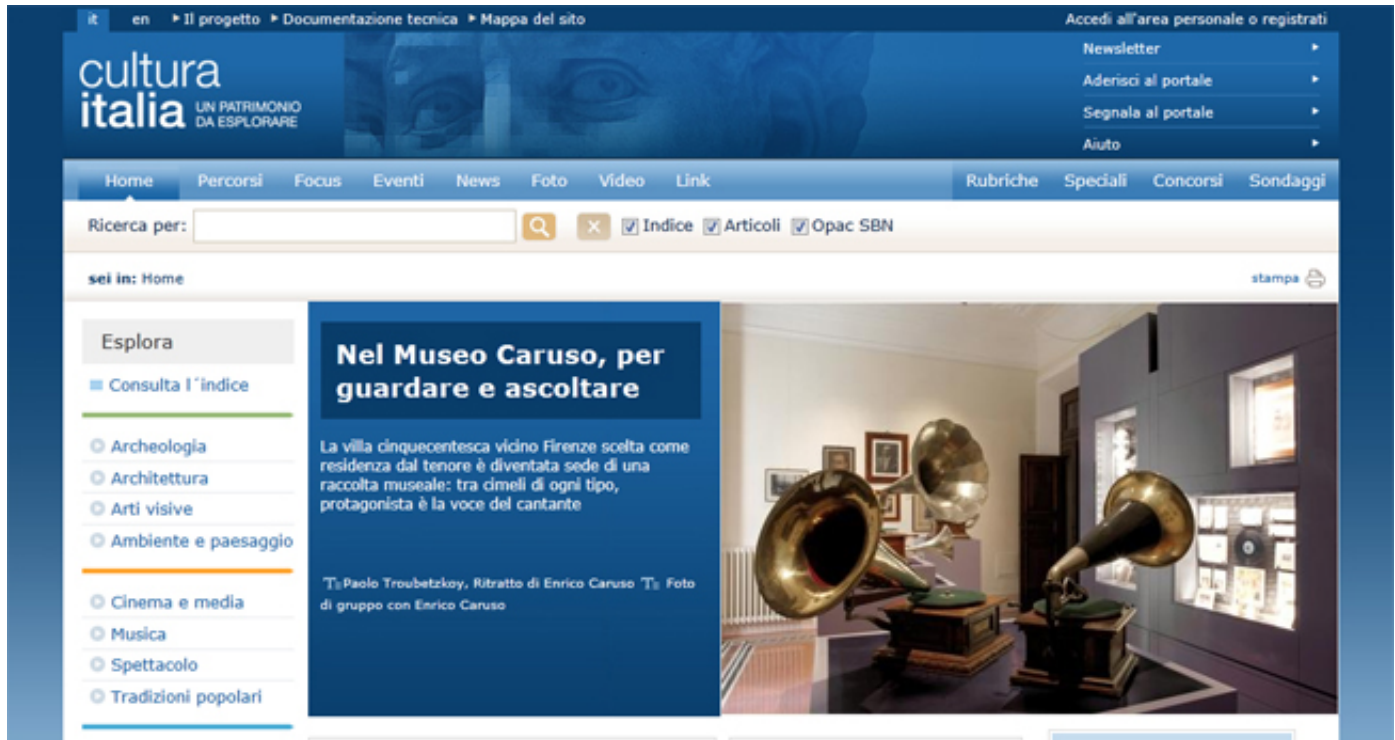 it en Il progetto Documentazione tecnica Mappa del sito Accedi all'area personale o registrati
cultura
italia UN PATRIMONIO
DA ESPLORARE
Newsletter
Aderisci al portale
Segnala al portale
Aiuto
Home Percorsi Focus Eventi News Foto Video Link Rubriche Speciali Concorsi Sondaggi
Ricerca per: Indice Articoli Opac SBN
sei in: Home stampa
Esplora
Consulta l´indice
Archeologia
Architettura
Arti visive
Ambiente e paesaggio
Cinema e media
Musica
Spettacolo
Tradizioni popolari
Nel Museo Caruso, per
guardare e ascoltare
La villa cinquecentesca vicino Firenze scelta come
residenza dal tenore è diventata sede di una
raccolta museale: tra cimeli di ogni tipo,
protagonista è la voce del cantante
Paolo Troubetzkoy, Ritratto di Enrico Caruso Foto
di gruppo con Enrico Caruso